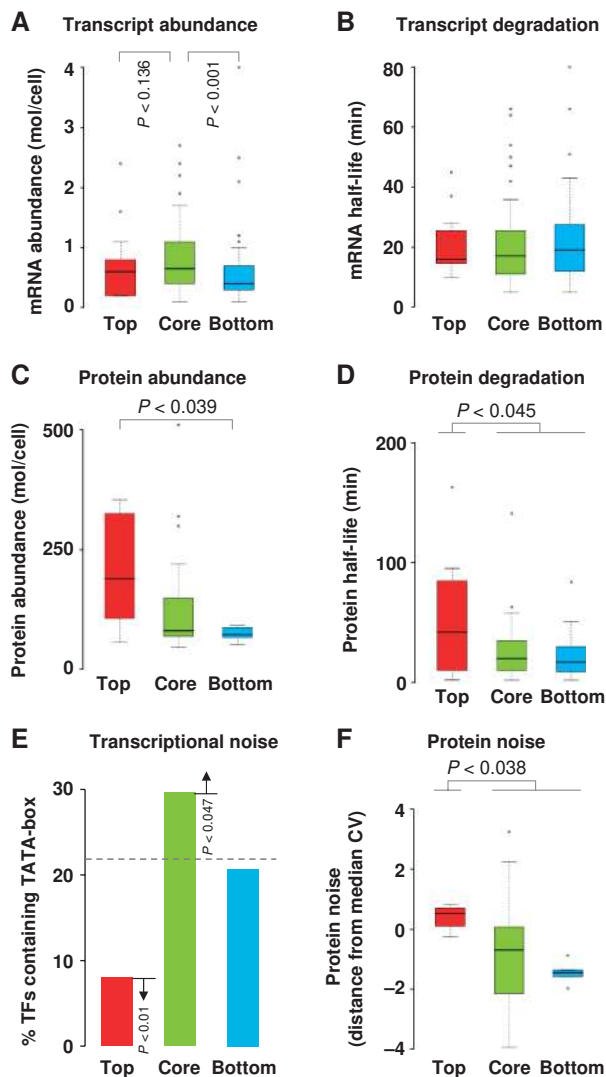 A Transcript abundance
mRNA abundance (mol/cell)
4
3
2
1
0
P < 0.136
P < 0.001
Top Core Bottom
B Transcript degradation
mRNA half-life (min)
80
60
40
20
0
Top Core Bottom
C Protein abundance
Protein abundance (mol/cell)
P < 0.039
500
250
0
Top Core Bottom
D Protein degradation
Protein half-life (min)
P < 0.045
200
100
0
Top Core Bottom
E Transcriptional noise
% TFs containing TATA-box
30
20
10
0
P < 0.01
P < 0.047
Top Core Bottom
F Protein noise
Protein noise
(distance from median CV)
P < 0.038
4
2
0
–2
–4
Top Core Bottom